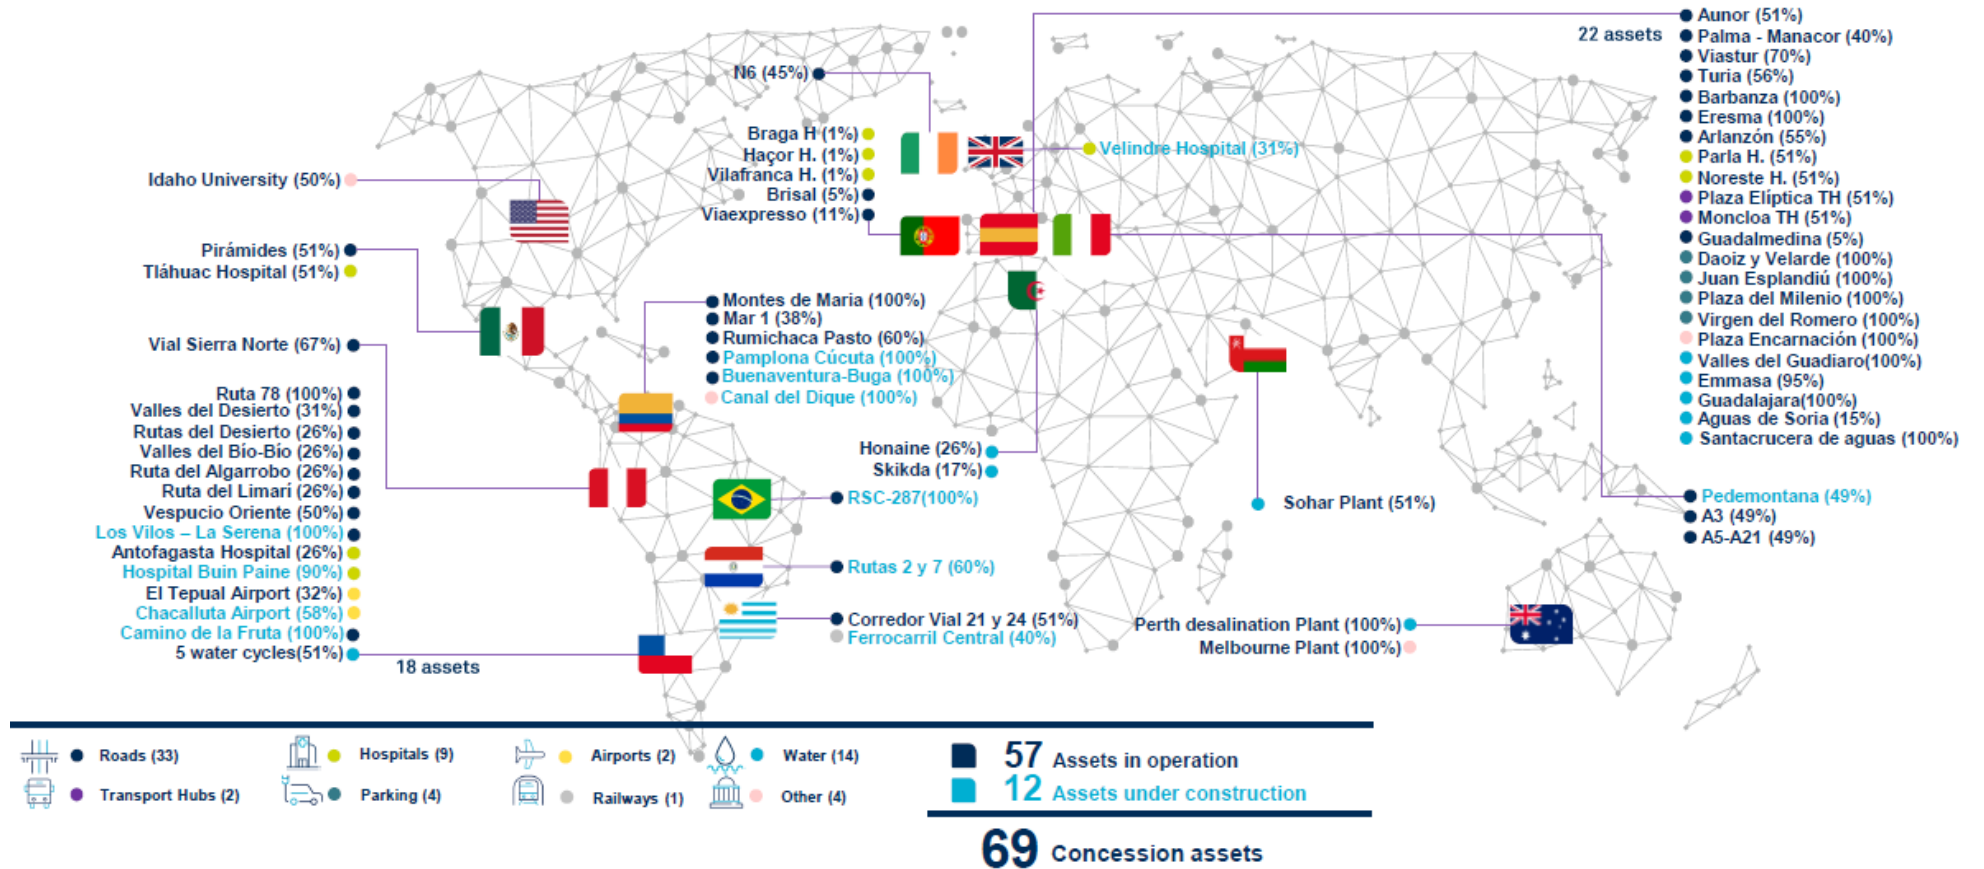 Aunor (51%)
22 assets
Palma - Manacor (40%)
Viastur (70%)
Turia (56%)
Barbanza (100%)
Eresma (100%)
Arlanzón (55%)
Parla H. (51%)
Noreste H. (51%)
Plaza Elíptica TH (51%)
Moncloa TH (51%)
Guadalmedina (5%)
Daoiz y Velarde (100%)
Juan Esplandiú (100%)
Plaza del Milenio (100%)
Virgen del Romero (100%)
Plaza Encarnación (100%)
Valles del Guadiaro(100%)
Emmasa (95%)
Guadalajara(100%)
Aguas de Soria (15%)
Santacrucera de aguas (100%)
N6 (45%)
Braga H (1%)
Haçor H. (1%)
Vilafranca H. (1%)
Brisal (5%)
Viaexpresso (11%)
Velindre Hospital (31%)
Idaho University (50%)
Pirámides (51%)
Tláhuac Hospital (51%)
Montes de Maria (100%)
Mar 1 (38%)
Rumichaca Pasto (60%)
Pamplona Cúcuta (100%)
Buenaventura-Buga (100%)
Canal del Dique (100%)
Vial Sierra Norte (67%)
Ruta 78 (100%)
Valles del Desierto (31%)
Rutas del Desierto (26%)
Valles del Bío-Bío (26%)
Ruta del Algarrobo (26%)
Ruta del Limarí (26%)
Vespucio Oriente (50%)
Los Vilos – La Serena (100%)
Antofagasta Hospital (26%)
Hospital Buin Paine (90%)
El Tepual Airport (32%)
Chacalluta Airport (58%)
Camino de la Fruta (100%)
5 water cycles(51%)
18 assets
Honaine (26%)
Skikda (17%)
RSC-287(100%)
Rutas 2 y 7 (60%)
Corredor Vial 21 y 24 (51%)
Ferrocarril Central (40%)
Sohar Plant (51%)
Pedemontana (49%)
A3 (49%)
A5-A21 (49%)
Perth desalination Plant (100%)
Melbourne Plant (100%)
Roads (33)
Hospitals (9)
Airports (2)
Water (14)
Transport Hubs (2)
Parking (4)
Railways (1)
Other (4)
57 Assets in operation
12 Assets under construction
69 Concession assets